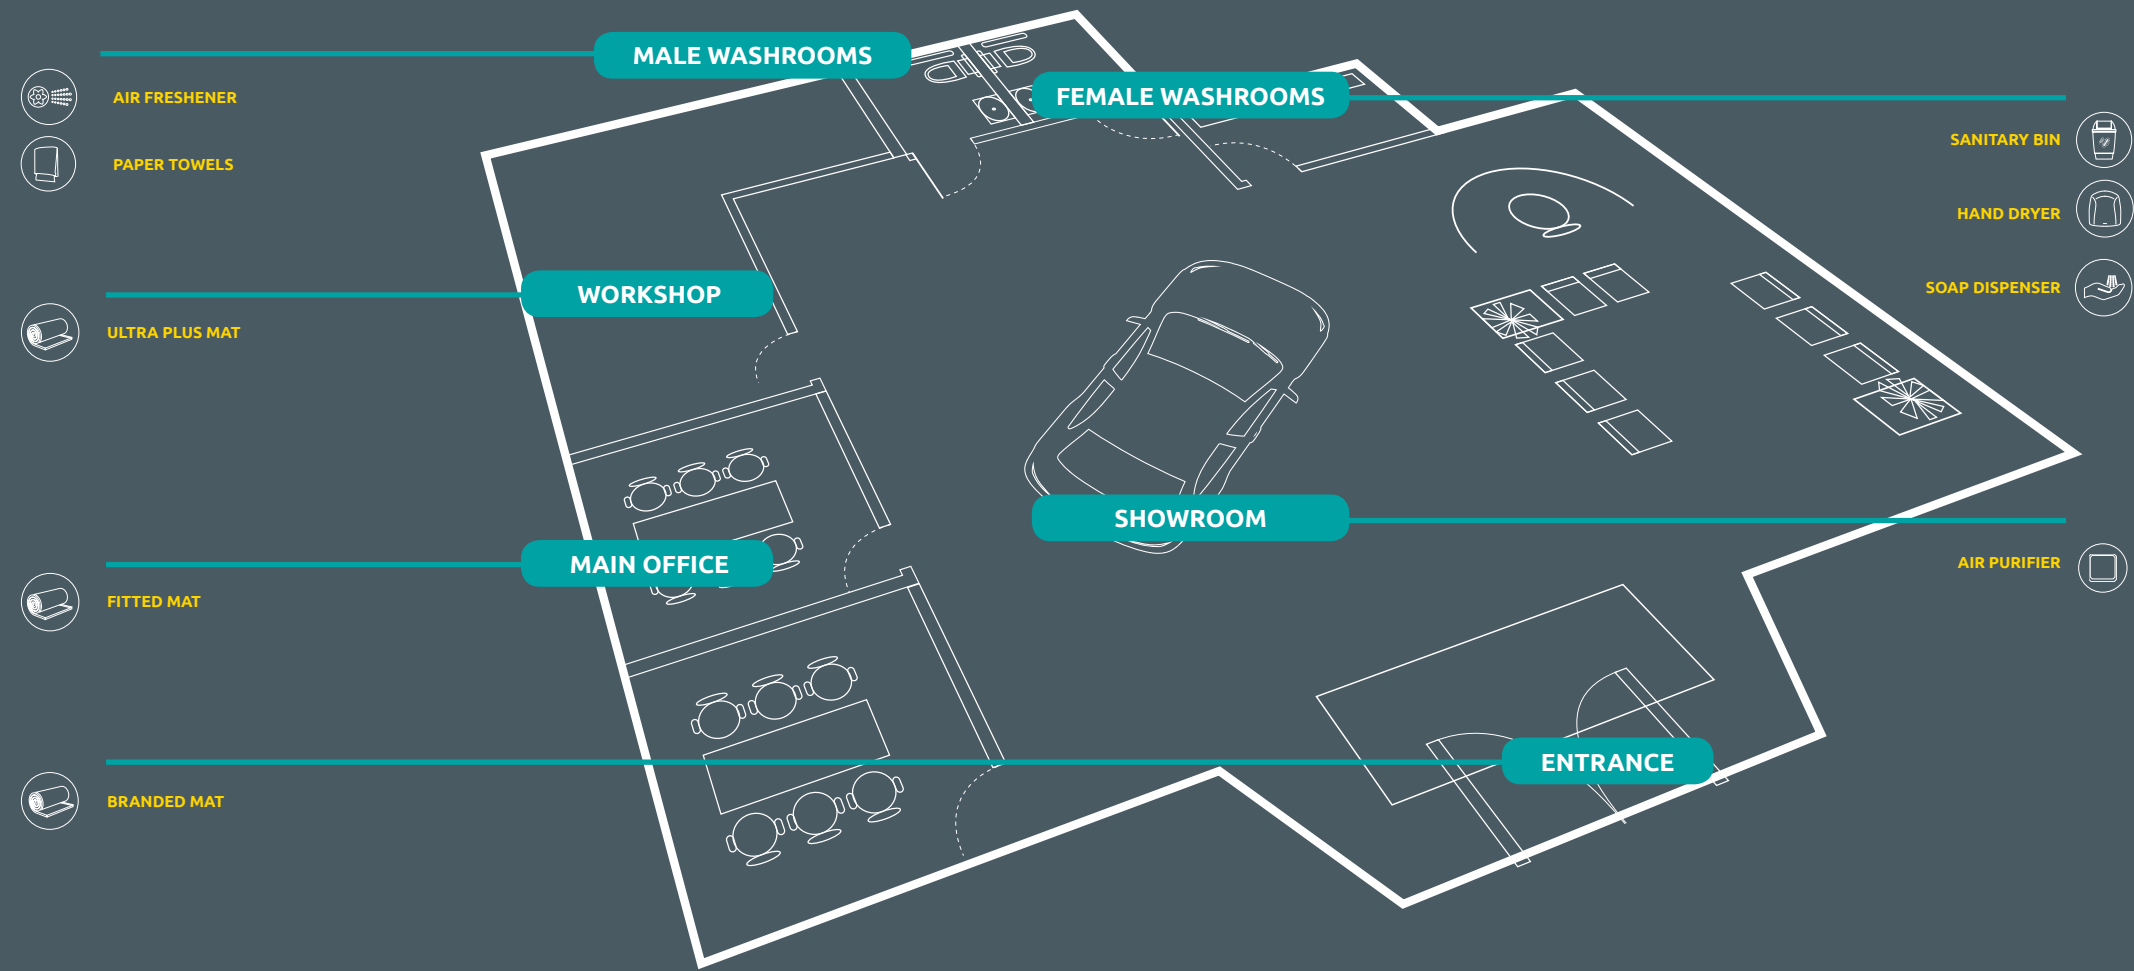 MALE WASHROOMS
AIR FRESHENER
PAPER TOWELS
FEMALE WASHROOMS
SANITARY BIN
HAND DRYER
SOAP DISPENSER
WORKSHOP
ULTRA PLUS MAT
SHOWROOM
AIR PURIFIER
MAIN OFFICE
FITTED MAT
ENTRANCE
BRANDED MAT